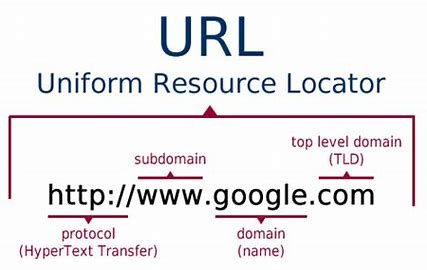 URL
Uniform Resource Locator
top level domain
(TLD)
subdomain
http://www.google.com
protocol
(HyperText Transfer)
domain
(name)